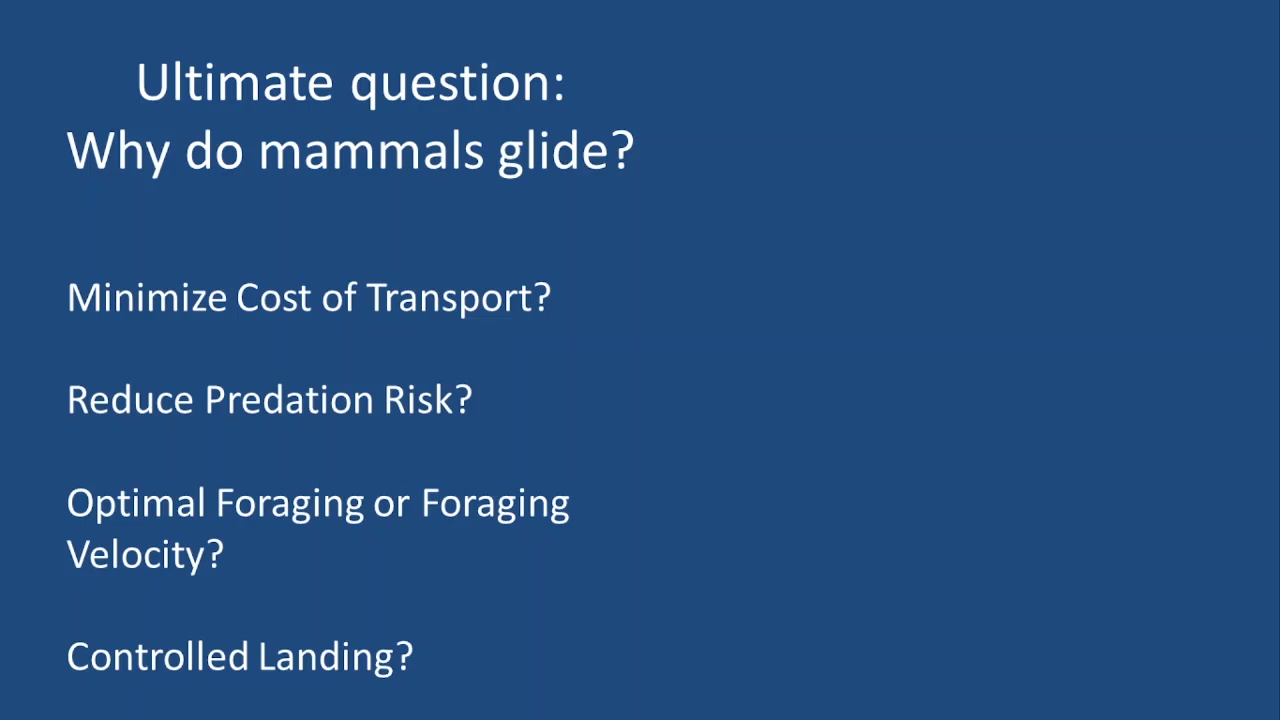 Ultimate question:
Why do mammals glide?
Minimize Cost of Transport?
Reduce Predation Risk?
Optimal Foraging or Foraging
Velocity?
Controlled Landing?